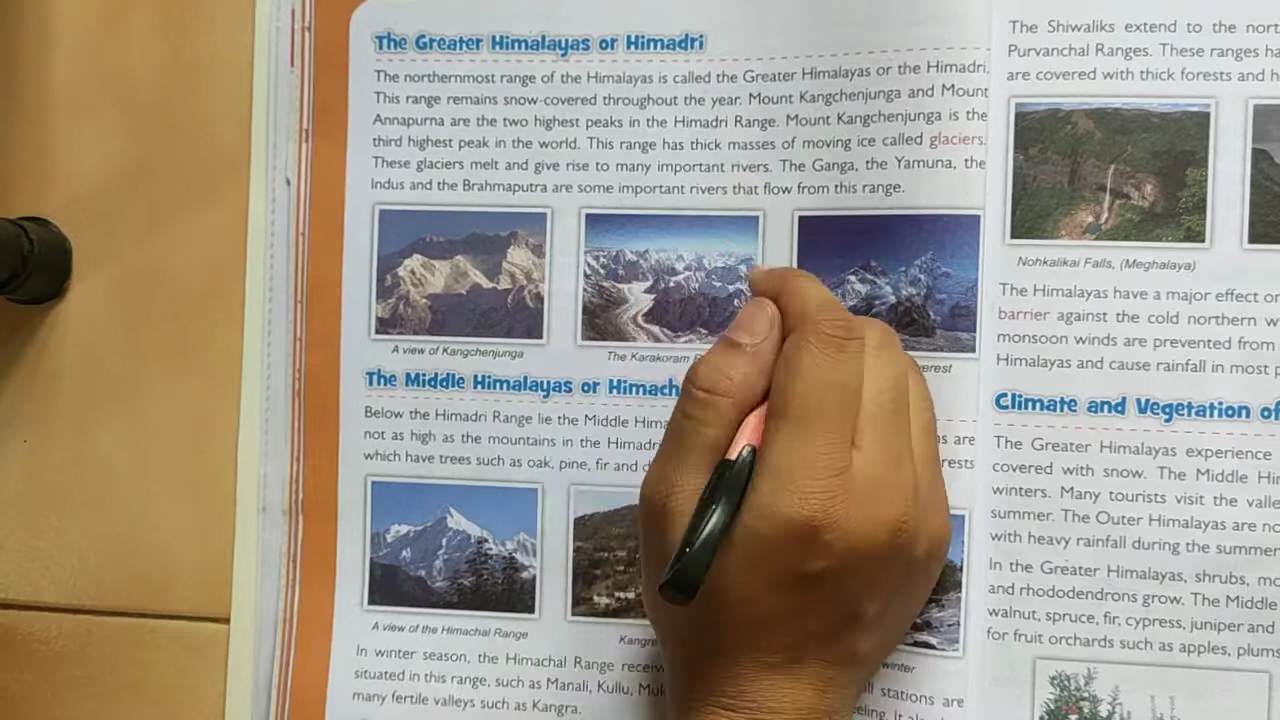 The Greater Himalayas or Himadri
The northernmost range of the Himalayas is called the Greater Himalayas or the Himadri.
This range remains snow-covered throughout the year. Mount Kangchenjunga and Mount
Annapurna are the two highest peaks in the Himadri Range. Mount Kangchenjunga is the
third highest peak in the world. This range has thick masses of moving ice called glaciers.
These glaciers melt and give rise to many important rivers. The Ganga, the Yamuna, the
Indus and the Brahmaputra are some important rivers that flow from this range.
A view of Kangchenjunga
The Karakoram
The Middle Himalayas or
Below the Himadri Range lie the Middle
not as high as the mountains in the Himadri
are
which have trees such as oak, pine, fir and
A view of the Himachal Range
winter
In winter season, the Himachal Range
situated in this range, such as Manali, Kullu,
stations are
many fertile valleys such as Kangra.
The Shiwaliks extend to the
Purvanchal Ranges. These ranges
are covered with thick forests and
Nohkalikai Falls, (Meghalaya)
The Himalayas have a major effect
barrier against the cold northern
monsoon winds are prevented from
Himalayas and cause rainfall in most
Climate and Vegetation of
The Greater Himalayas experience
covered with snow. The Middle
winters. Many tourists visit the
summer. The Outer Himalayas are
with heavy rainfall during the summer
In the Greater Himalayas, shrubs,
and rhododendrons grow. The Middle
walnut, spruce, fir, cypress, juniper and
for fruit orchards such as apples, plums